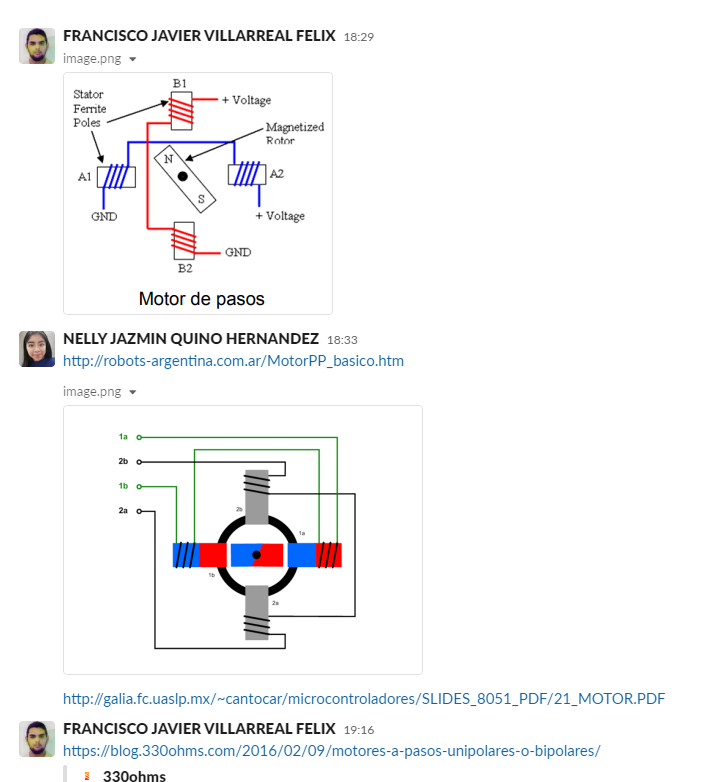 FRANCISCO JAVIER VILLARREAL FELIX 18:29
image.png
B1
Stator
Ferrite
Poles
+ Voltage
Magnetized
Rotor
N
A1
A2
S
GND
+ Voltage
GND
B2
Motor de pasos
NELLY JAZMIN QUINO HERNANDEZ 18:33
http://robots-argentina.com.ar/MotorPP_basico.htm
image.png
1a
2b
1b
2a
2b
1a
1b
2a
http://galia.fc.uaslp.mx/~cantocar/microcontroladores/SLIDES_8051_PDF/21_MOTOR.PDF
FRANCISCO JAVIER VILLARREAL FELIX 19:16
https://blog.330ohms.com/2016/02/09/motores-a-pasos-unipolares-o-bipolares/
330ohms